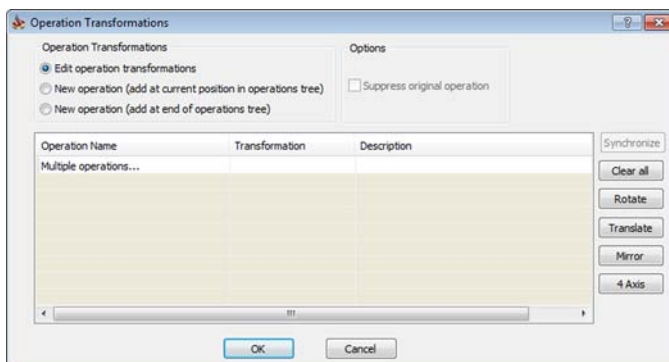 Operation Transformations
Operation Transformations
Options
Edit operation transformations
New operation (add at current position in operations tree)
Suppress original operation
New operation (add at end of operations tree)
Operation Name Transformation Description
Synchronize
Multiple operations...
Clear all
Rotate
Translate
Mirror
4 Axis
OK Cancel